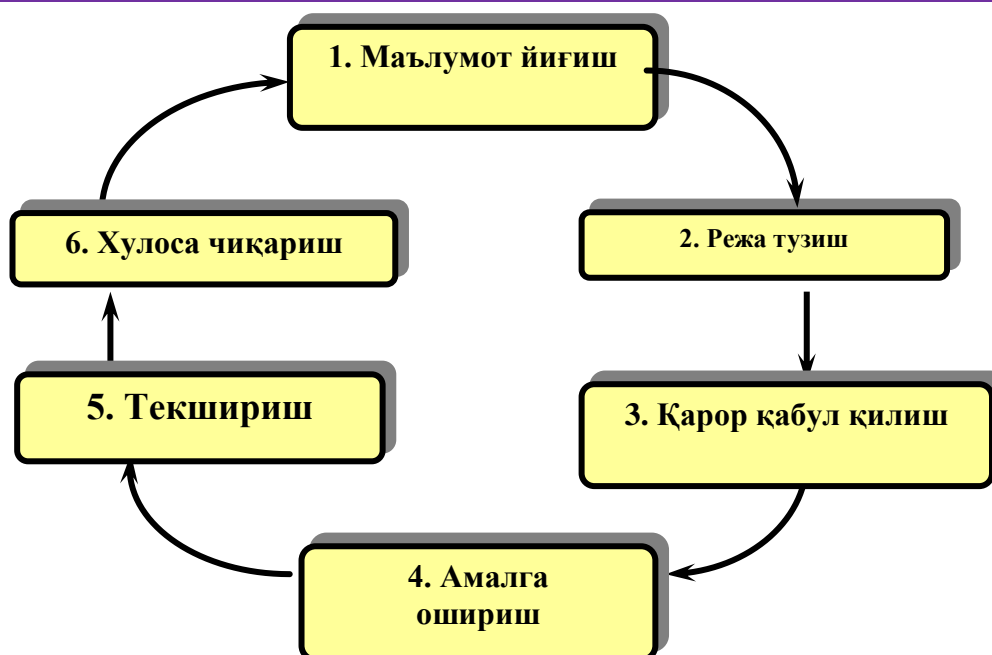 1. Маълумот йиғиш
2. Режа тузиш
3. Қарор қабул қилиш
4. Амалга
ошириш
5. Текшириш
6. Хулоса чиқариш